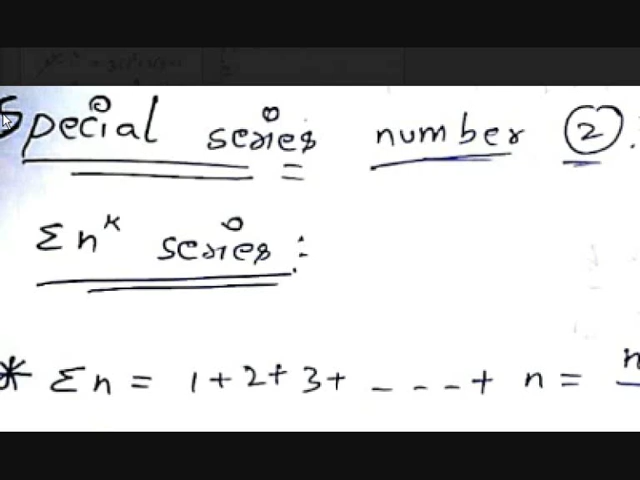 Special series number 2:
Σn^k series :
* Σn = 1+2+3+ - - - - + n = n